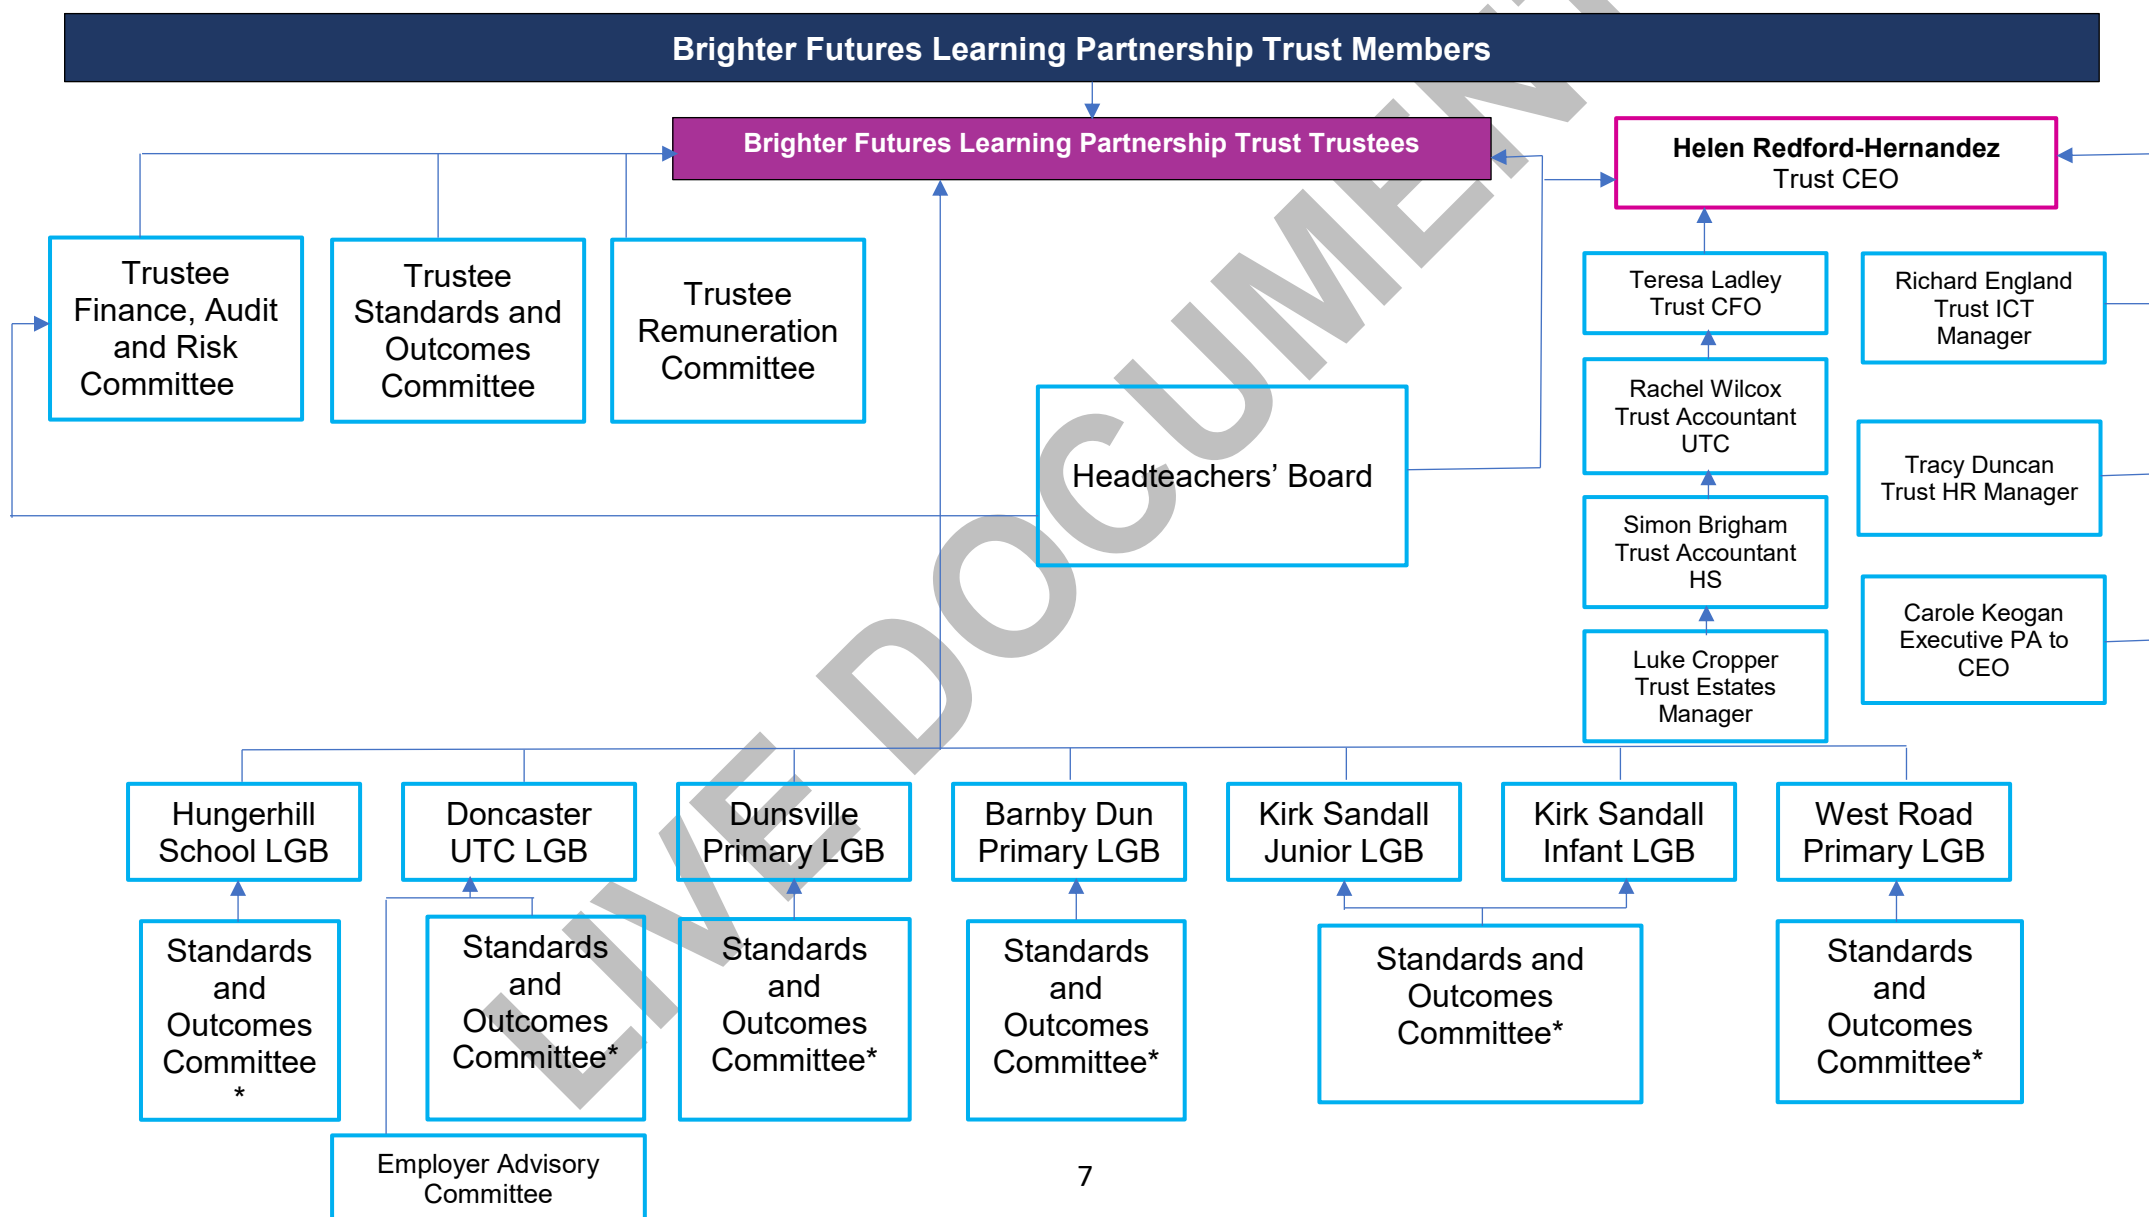 Brighter Futures Learning Partnership Trust Members
Brighter Futures Learning Partnership Trust Trustees
Helen Redford-Hernandez
Trust CEO
Trustee
Finance, Audit
and Risk
Committee
Trustee
Standards and
Outcomes
Committee
Trustee
Remuneration
Committee
Headteachers’ Board
Teresa Ladley
Trust CFO
Rachel Wilcox
Trust Accountant
UTC
Simon Brigham
Trust Accountant
HS
Luke Cropper
Trust Estates
Manager
Richard England
Trust ICT
Manager
Tracy Duncan
Trust HR Manager
Carole Keogan
Executive PA to
CEO
Hungerhill
School LGB
Doncaster
UTC LGB
Dunsville
Primary LGB
Barnby Dun
Primary LGB
Kirk Sandall
Junior LGB
Kirk Sandall
Infant LGB
West Road
Primary LGB
Standards
and
Outcomes
Committee
*
Standards
and
Outcomes
Committee*
Standards
and
Outcomes
Committee*
Standards
and
Outcomes
Committee*
Standards and
Outcomes
Committee*
Standards
and
Outcomes
Committee*
Employer Advisory
Committee
7
LIVE DOCUMENT